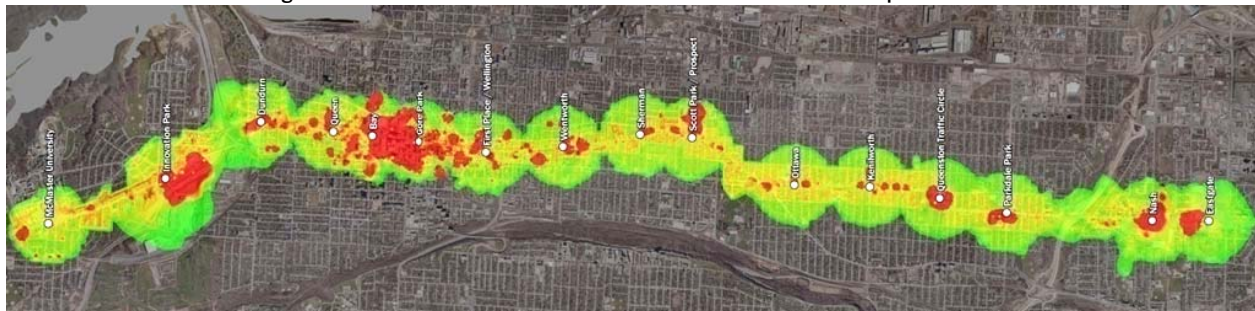 McMaster University
Innovation Park
Dundurn
Queen
Bay
Gore Park
First Place / Wellington
Wentworth
Sherman
Scott Park / Prospect
Ottawa
Kenilworth
Queenston Traffic Circle
Parkdale Park
Nash
Eastgate